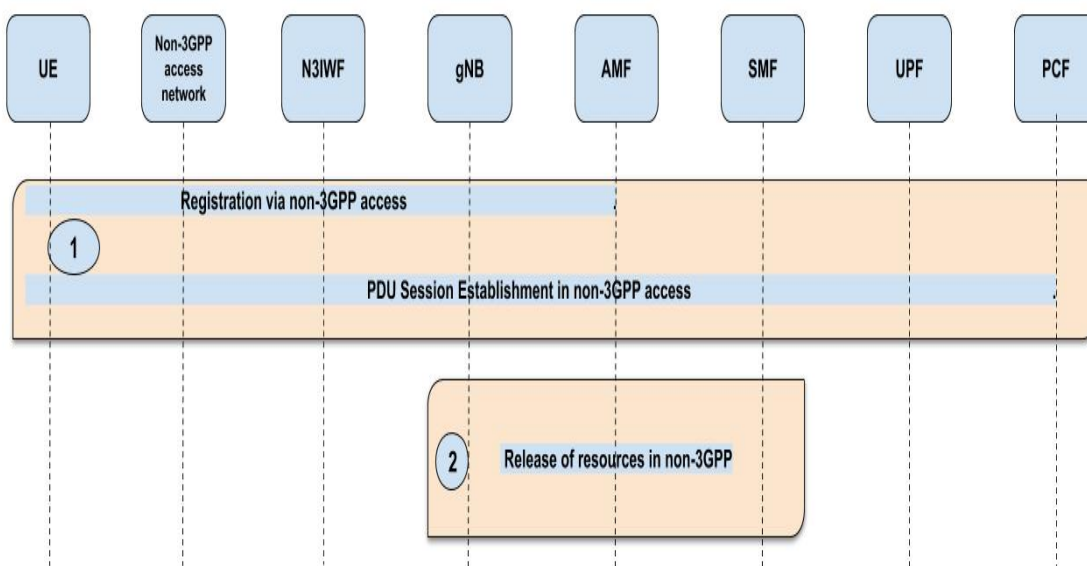 UE
Non-3GPP
access
network
N3IWF
gNB
AMF
SMF
UPF
PCF
Registration via non-3GPP access
1
PDU Session Establishment in non-3GPP access
2
Release of resources in non-3GPP